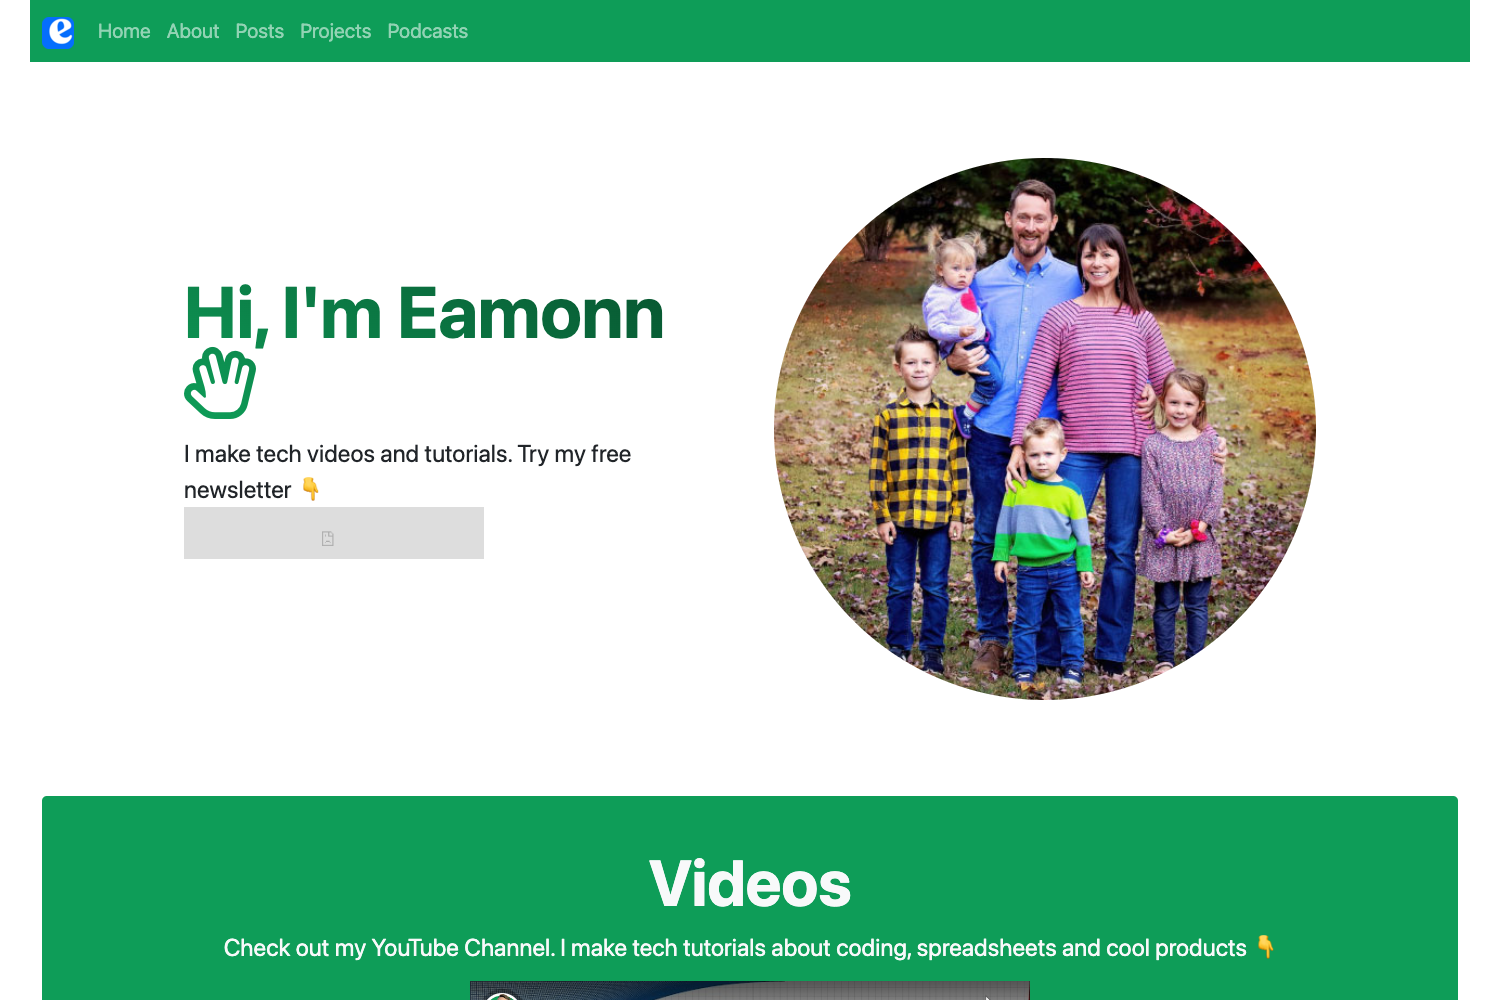 e
Home About Posts Projects Podcasts
Hi, I'm Eamonn
I make tech videos and tutorials. Try my free
newsletter 👇
Videos
Check out my YouTube Channel. I make tech tutorials about coding, spreadsheets and cool products 👇